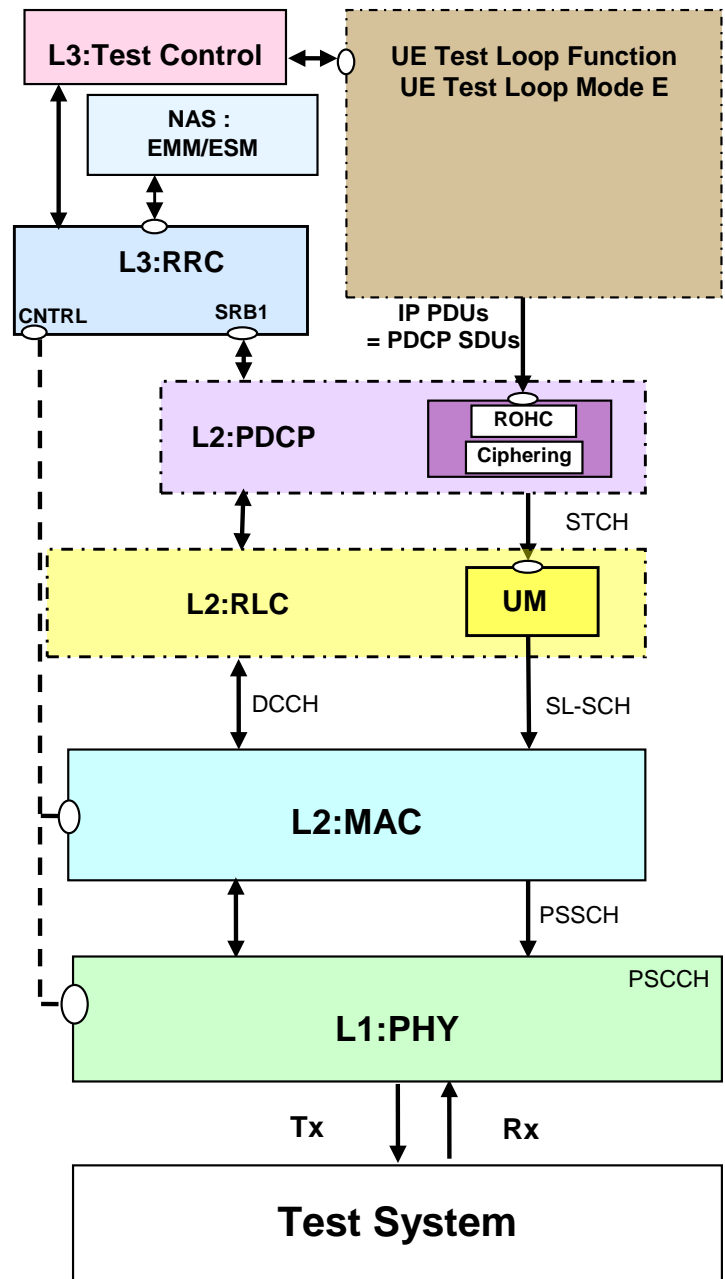 L3:Test Control
UE Test Loop Function
UE Test Loop Mode E
NAS :
EMM/ESM
L3:RRC
CNTRL
SRB1
IP PDUs
= PDCP SDUs
L2:PDCP
ROHC
Ciphering
STCH
L2:RLC
UM
DCCH
SL-SCH
L2:MAC
PSSCH
PSCCH
L1:PHY
Tx
Rx
Test System